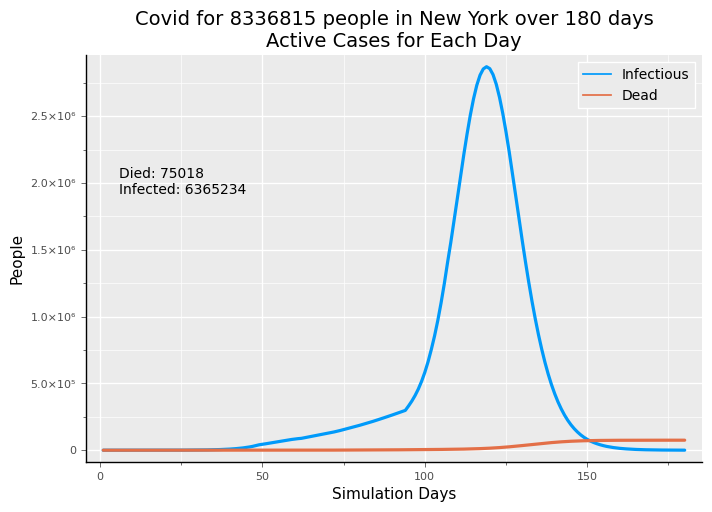 Covid for 8336815 people in New York over 180 days
Active Cases for Each Day
Infectious
Dead
Died: 75018
Infected: 6365234
People
2.5×10⁶
2.0×10⁶
1.5×10⁶
1.0×10⁶
5.0×10⁵
0
0 50 100 150
Simulation Days